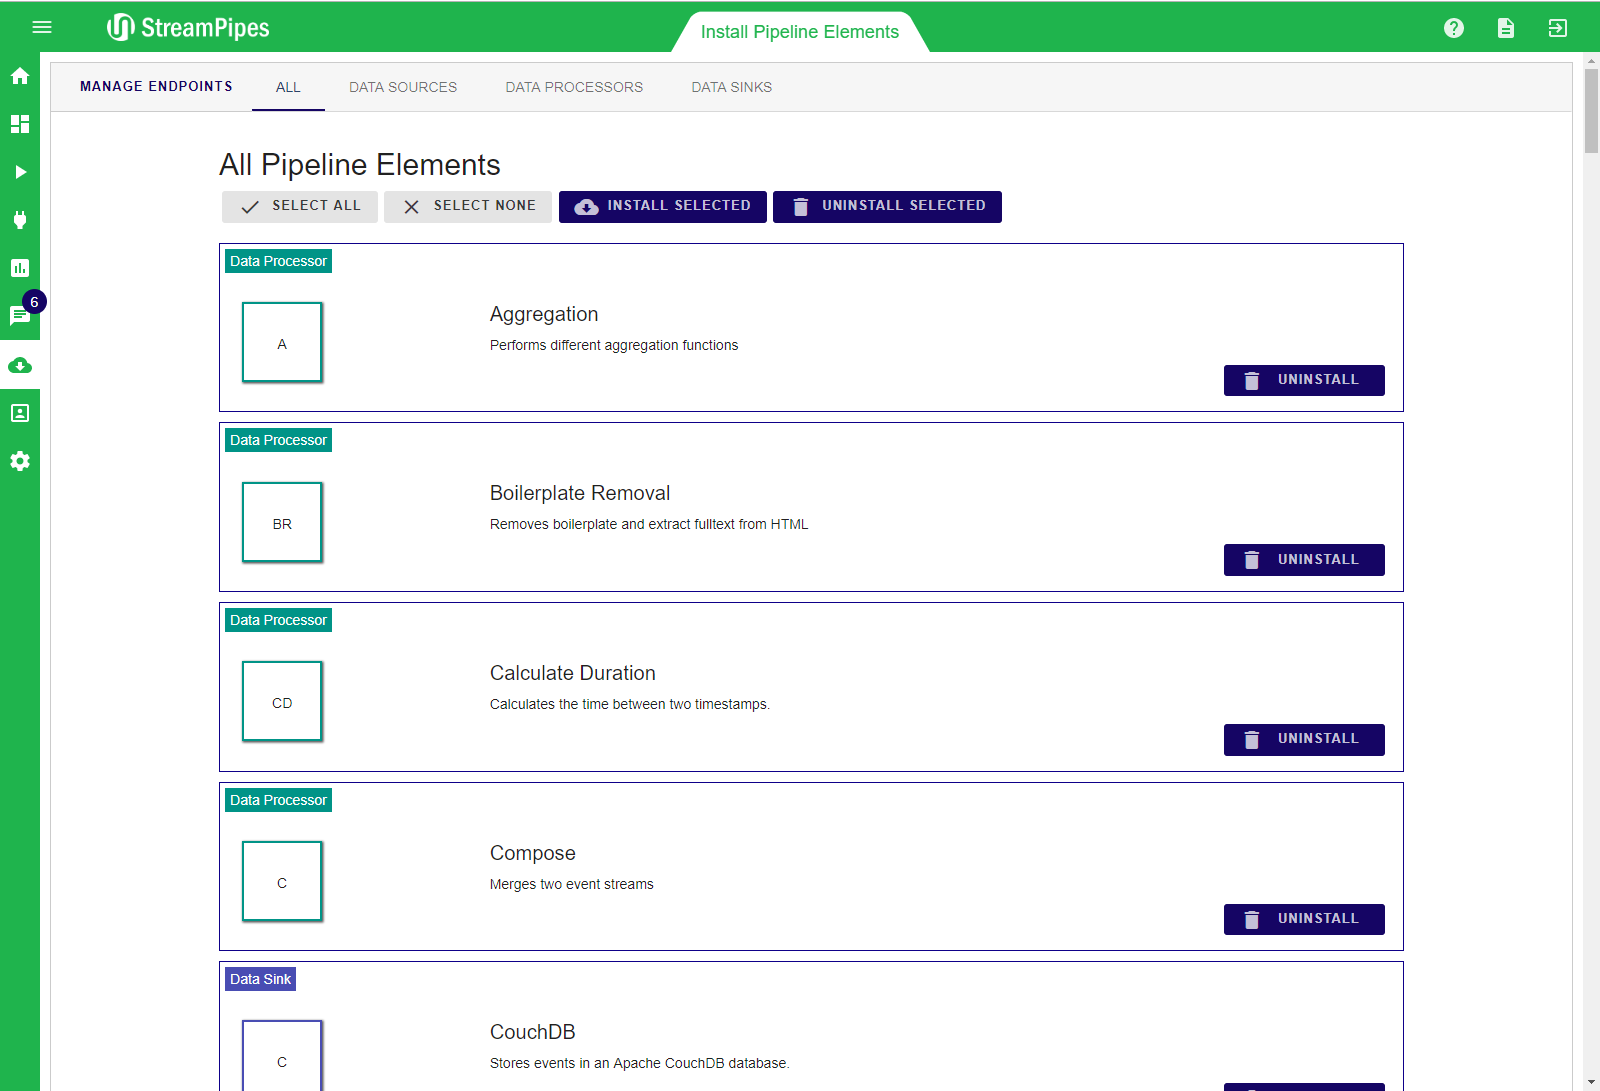 StreamPipes
Install Pipeline Elements
MANAGE ENDPOINTS ALL DATA SOURCES DATA PROCESSORS DATA SINKS
All Pipeline Elements
SELECT ALL SELECT NONE INSTALL SELECTED UNINSTALL SELECTED
Data Processor
A
Aggregation
Performs different aggregation functions
UNINSTALL
6
Data Processor
BR
Boilerplate Removal
Removes boilerplate and extract fulltext from HTML
UNINSTALL
Data Processor
CD
Calculate Duration
Calculates the time between two timestamps.
UNINSTALL
Data Processor
C
Compose
Merges two event streams
UNINSTALL
Data Sink
C
CouchDB
Stores events in an Apache CouchDB database.